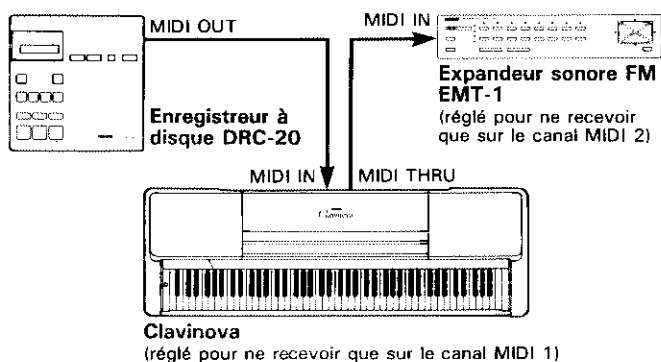 MIDI OUT
MIDI IN
Enregistreur à
disque DRC-20
Expandeur sonore FM
EMT-1
(réglé pour ne recevoir
que sur le canal MIDI 2)
MIDI IN
MIDI THRU
Clavinova
Clavinova
(réglé pour ne recevoir que sur le canal MIDI 1)